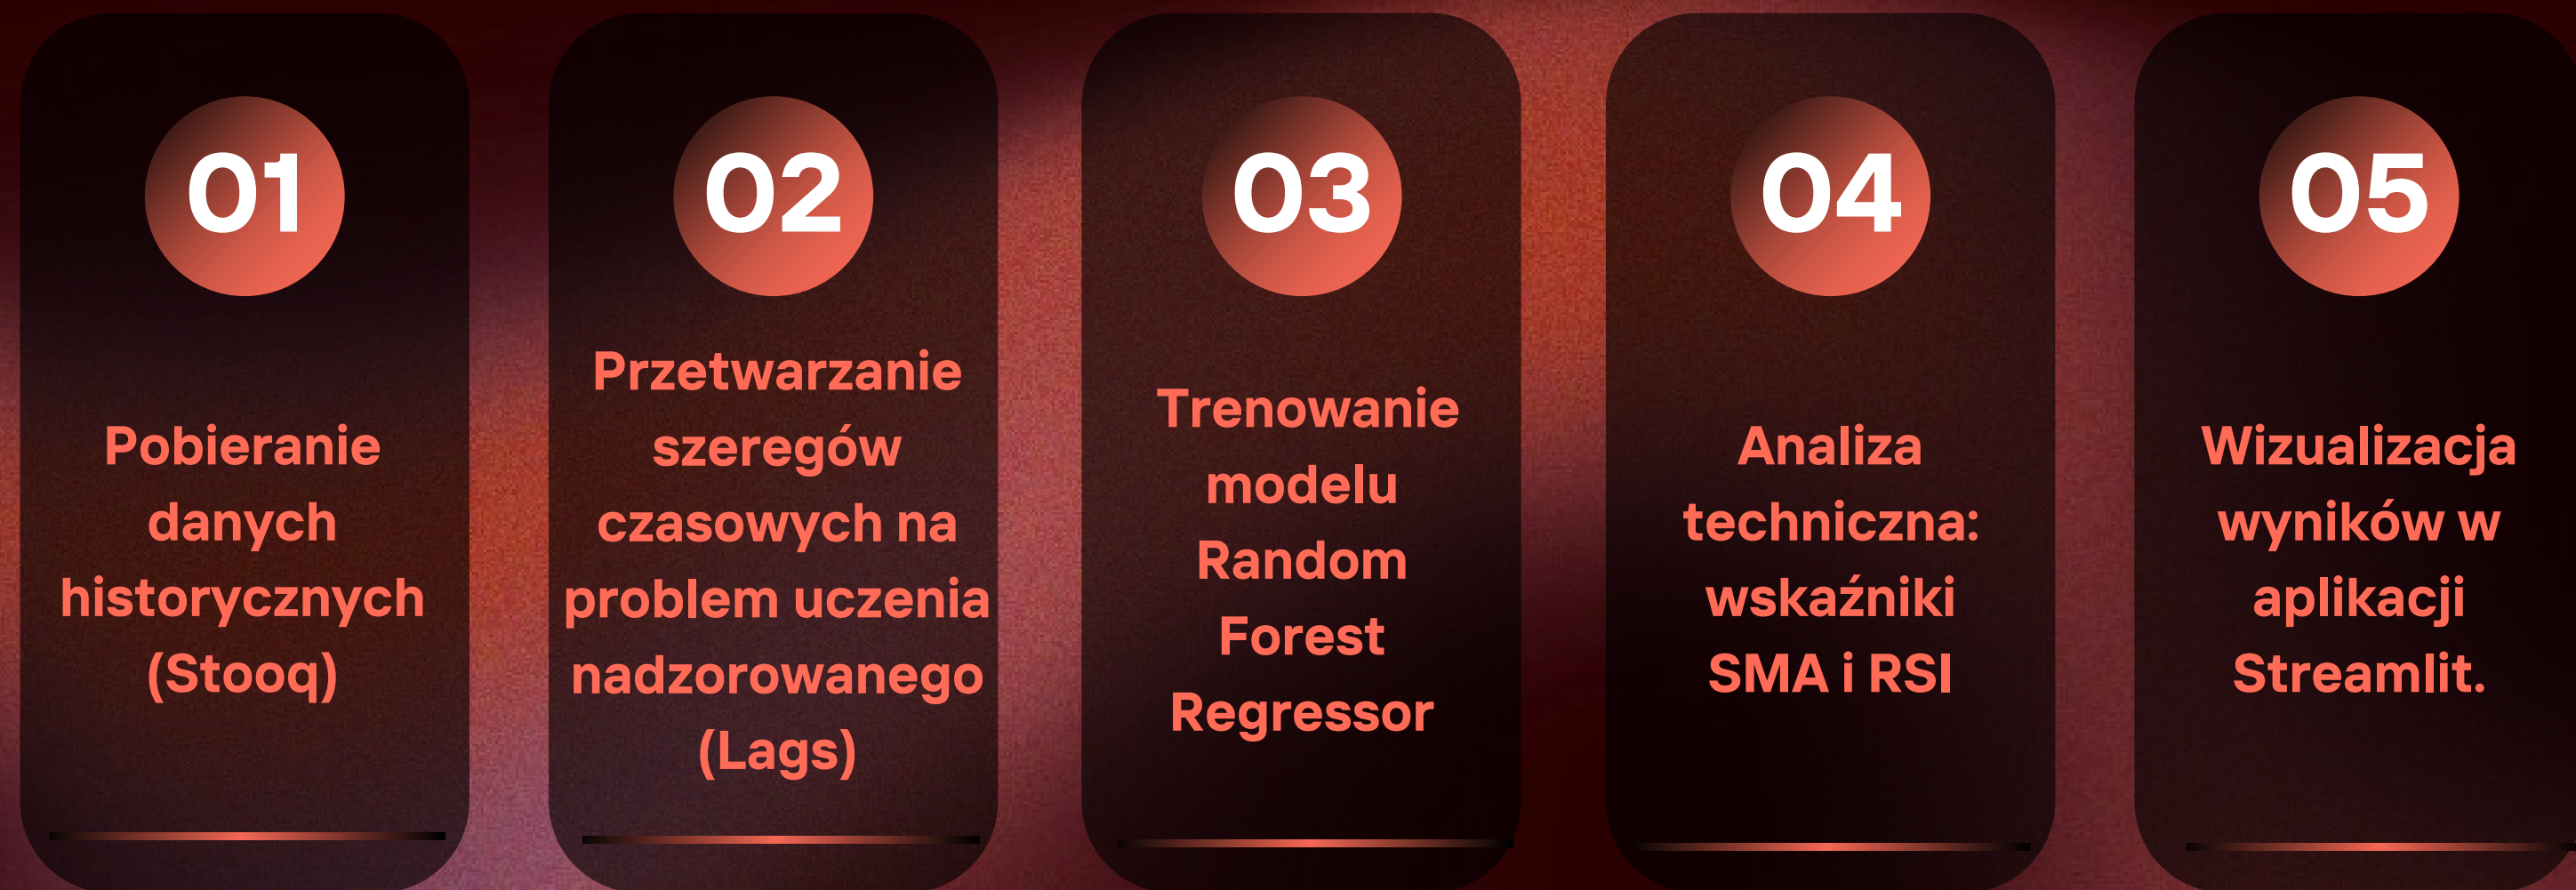 01
Pobieranie
danych
historycznych
(Stooq)
02
Przetwarzanie
szeregów
czasowych na
problem uczenia
nadzorowanego
(Lags)
03
Trenowanie
modelu
Random
Forest
Regressor
04
Analiza
techniczna:
wskaźniki
SMA i RSI
05
Wizualizacja
wyników w
aplikacji
Streamlit.